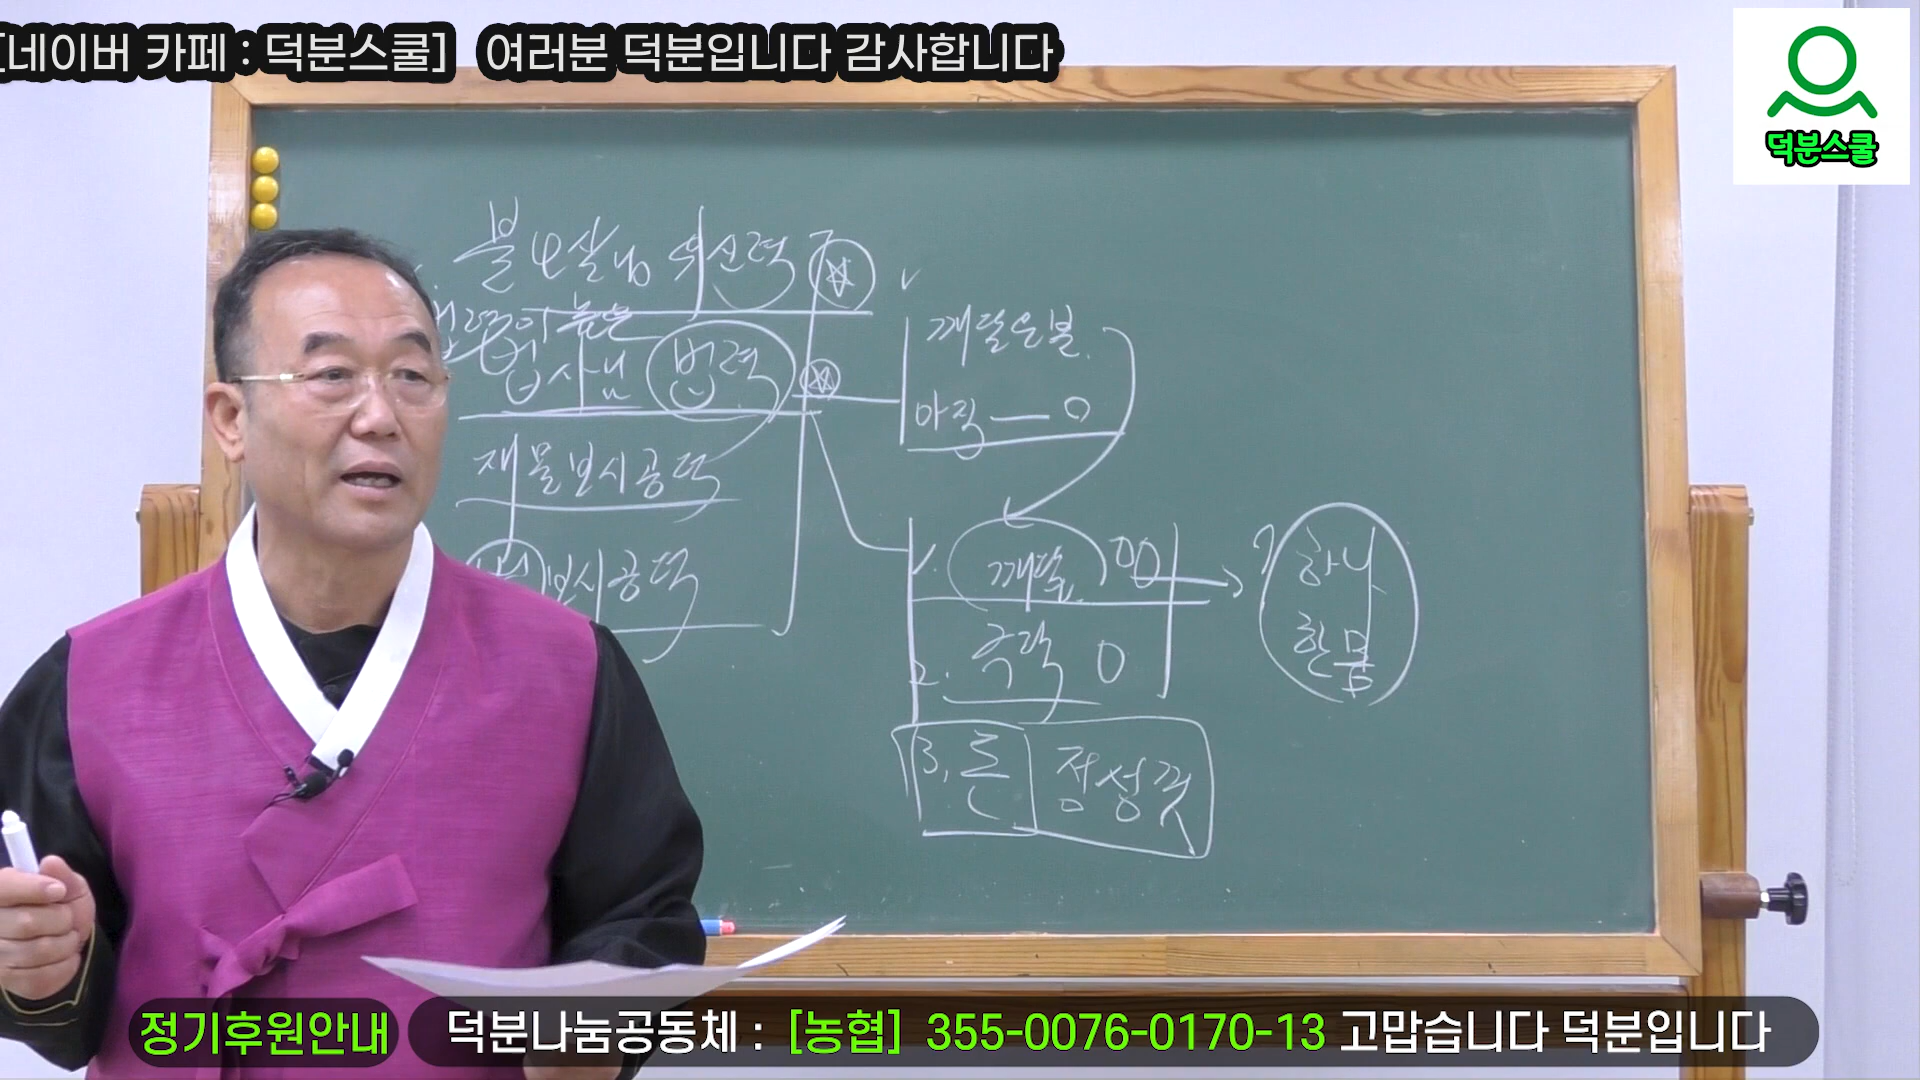 [네이버 카페 : 덕분스쿨] 여러분 덕분입니다 감사합니다
덕분스쿨
불보살님 위신력
높은
법사님 법력
재물보시공덕
보시공덕
깨달은 분
아직 — 0
1. 깨달
2. 극락 0
3. 돈 정성껏
하나
한몸
정기후원안내 덕분나눔공동체 : [농협] 355-0076-0170-13 고맙습니다 덕분입니다